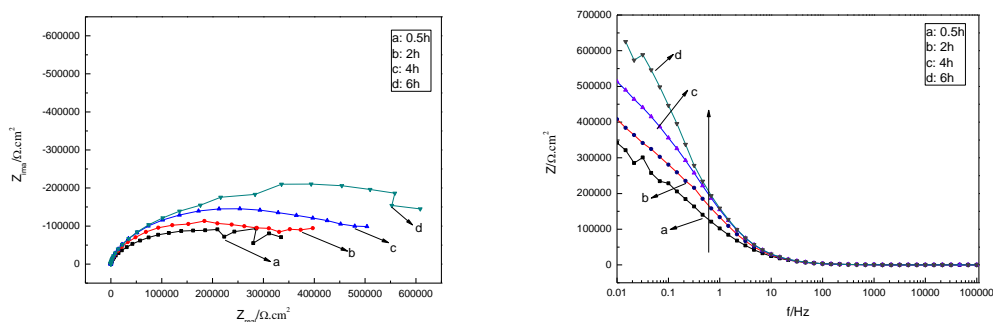 -600000
-500000
-400000
-300000
-200000
-100000
0
Z_ima/Ω.cm²
0 100000 200000 300000 400000 500000 600000
Z_rea/Ω.cm²
a: 0.5h
b: 2h
c: 4h
d: 6h
d
c
b
a
700000
600000
500000
400000
300000
200000
100000
0
Z/Ω.cm²
0.01 0.1 1 10 100 1000 10000 100000
f/Hz
a: 0.5h
b: 2h
c: 4h
d: 6h
d
c
b
a